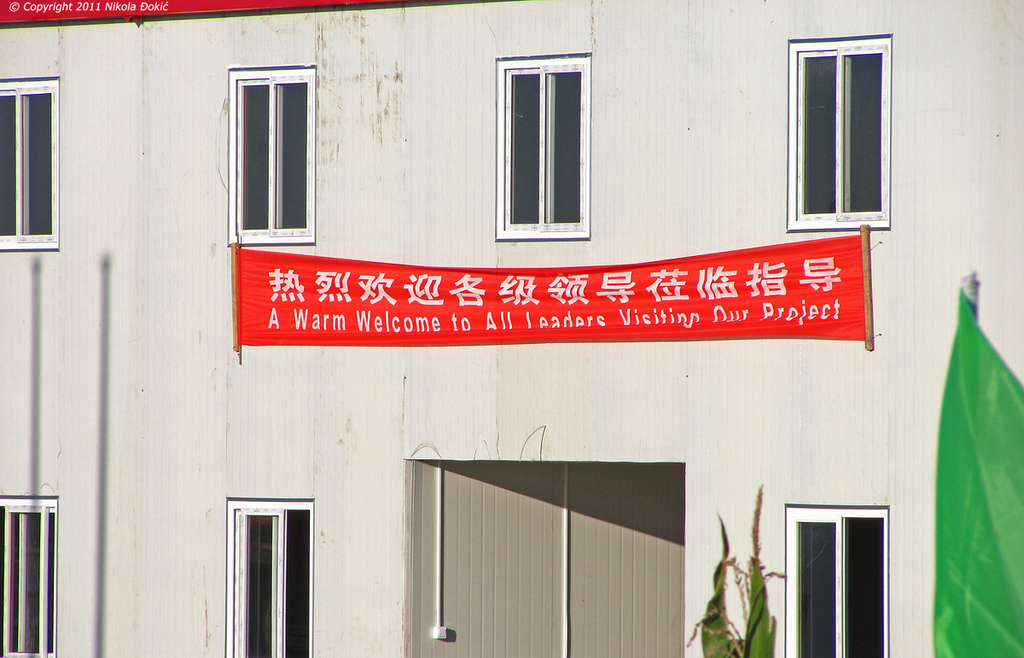 © Copyright 2011 Nikola Đokić
热烈欢迎各级领导莅临指导
A Warm Welcome to All Leaders Visiting Our Project